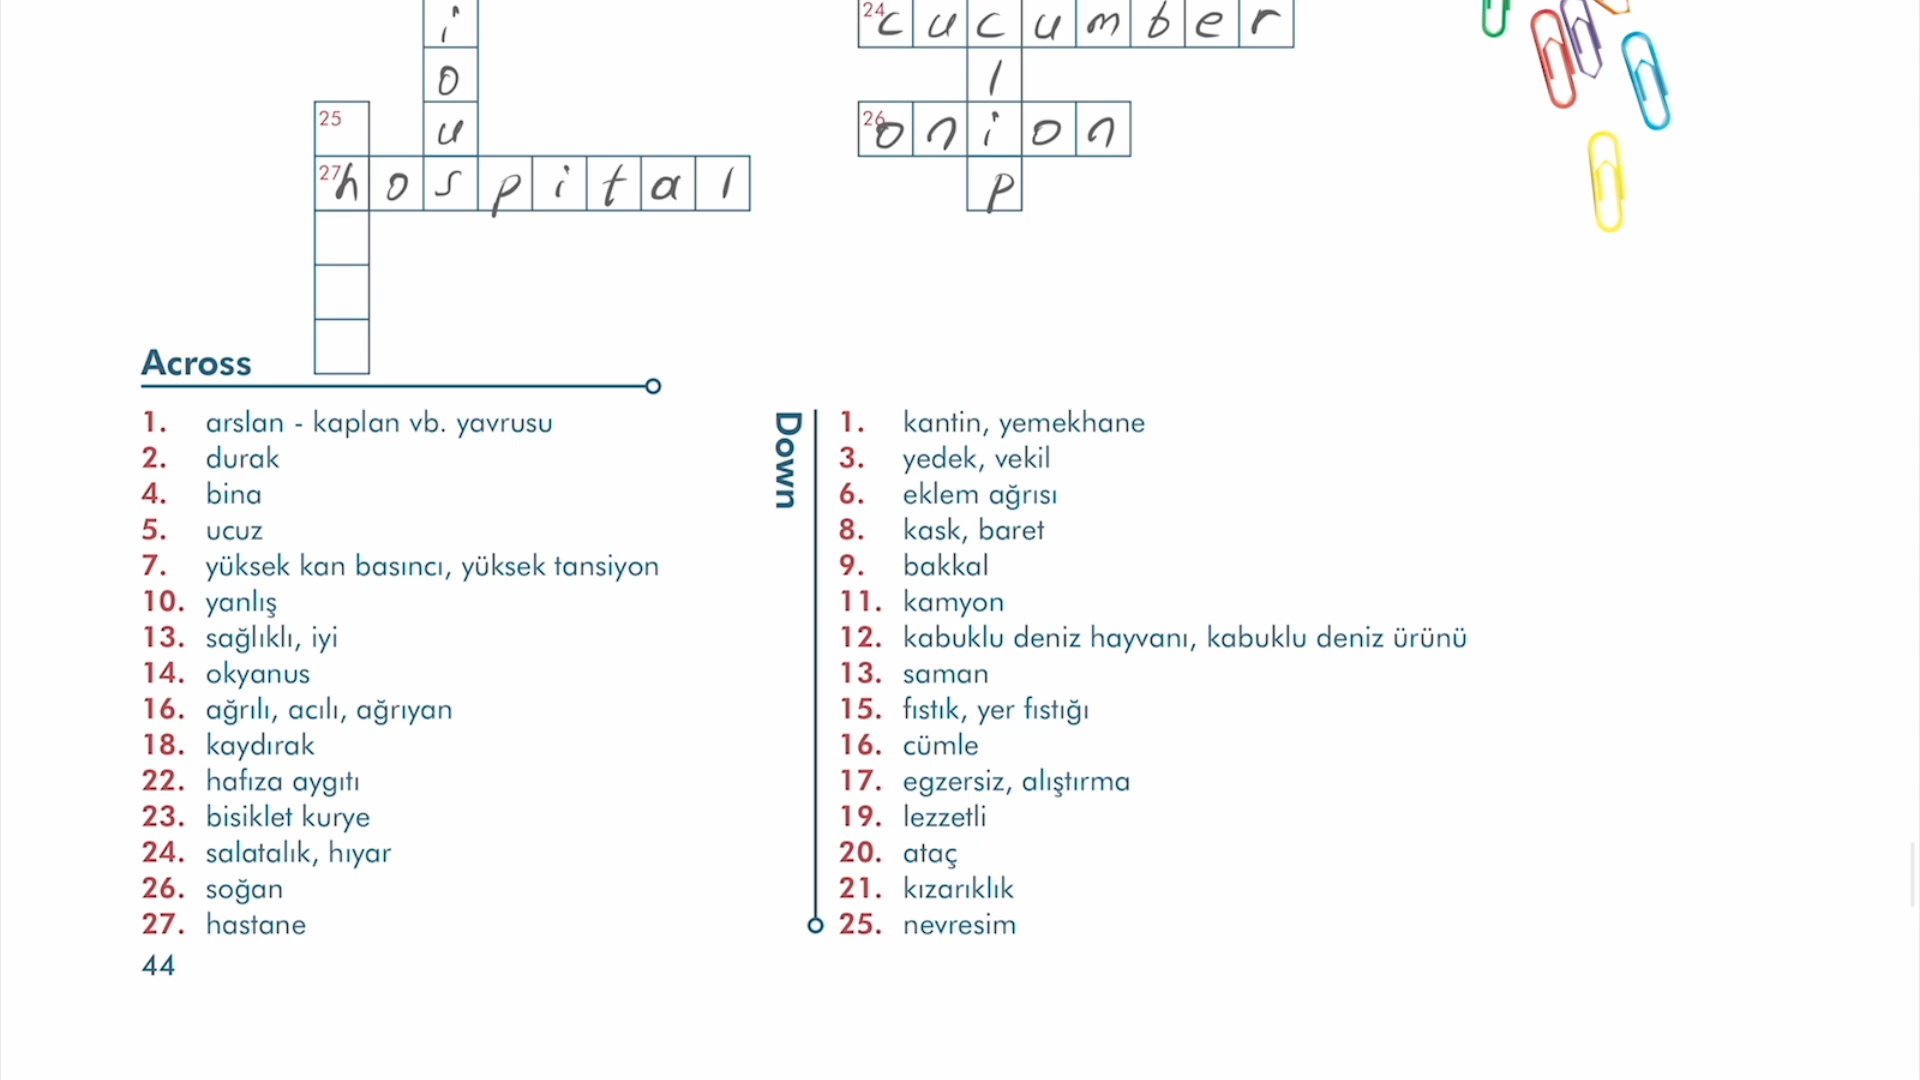 i
24 c u c u m b e r
o
l
25
u
26 o n i o n
27 h o s p i t a l
p
Across
1. arslan - kaplan vb. yavrusu
2. durak
4. bina
5. ucuz
7. yüksek kan basıncı, yüksek tansiyon
10. yanlış
13. sağlıklı, iyi
14. okyanus
16. ağrılı, acılı, ağrıyan
18. kaydırak
22. hafıza aygıtı
23. bisiklet kurye
24. salatalık, hıyar
26. soğan
27. hastane
Down
1. kantin, yemekhane
3. yedek, vekil
6. eklem ağrısı
8. kask, baret
9. bakkal
11. kamyon
12. kabuklu deniz hayvanı, kabuklu deniz ürünü
13. saman
15. fıstık, yer fıstığı
16. cümle
17. egzersiz, alıştırma
19. lezzetli
20. ataç
21. kızarıklık
25. nevresim
44